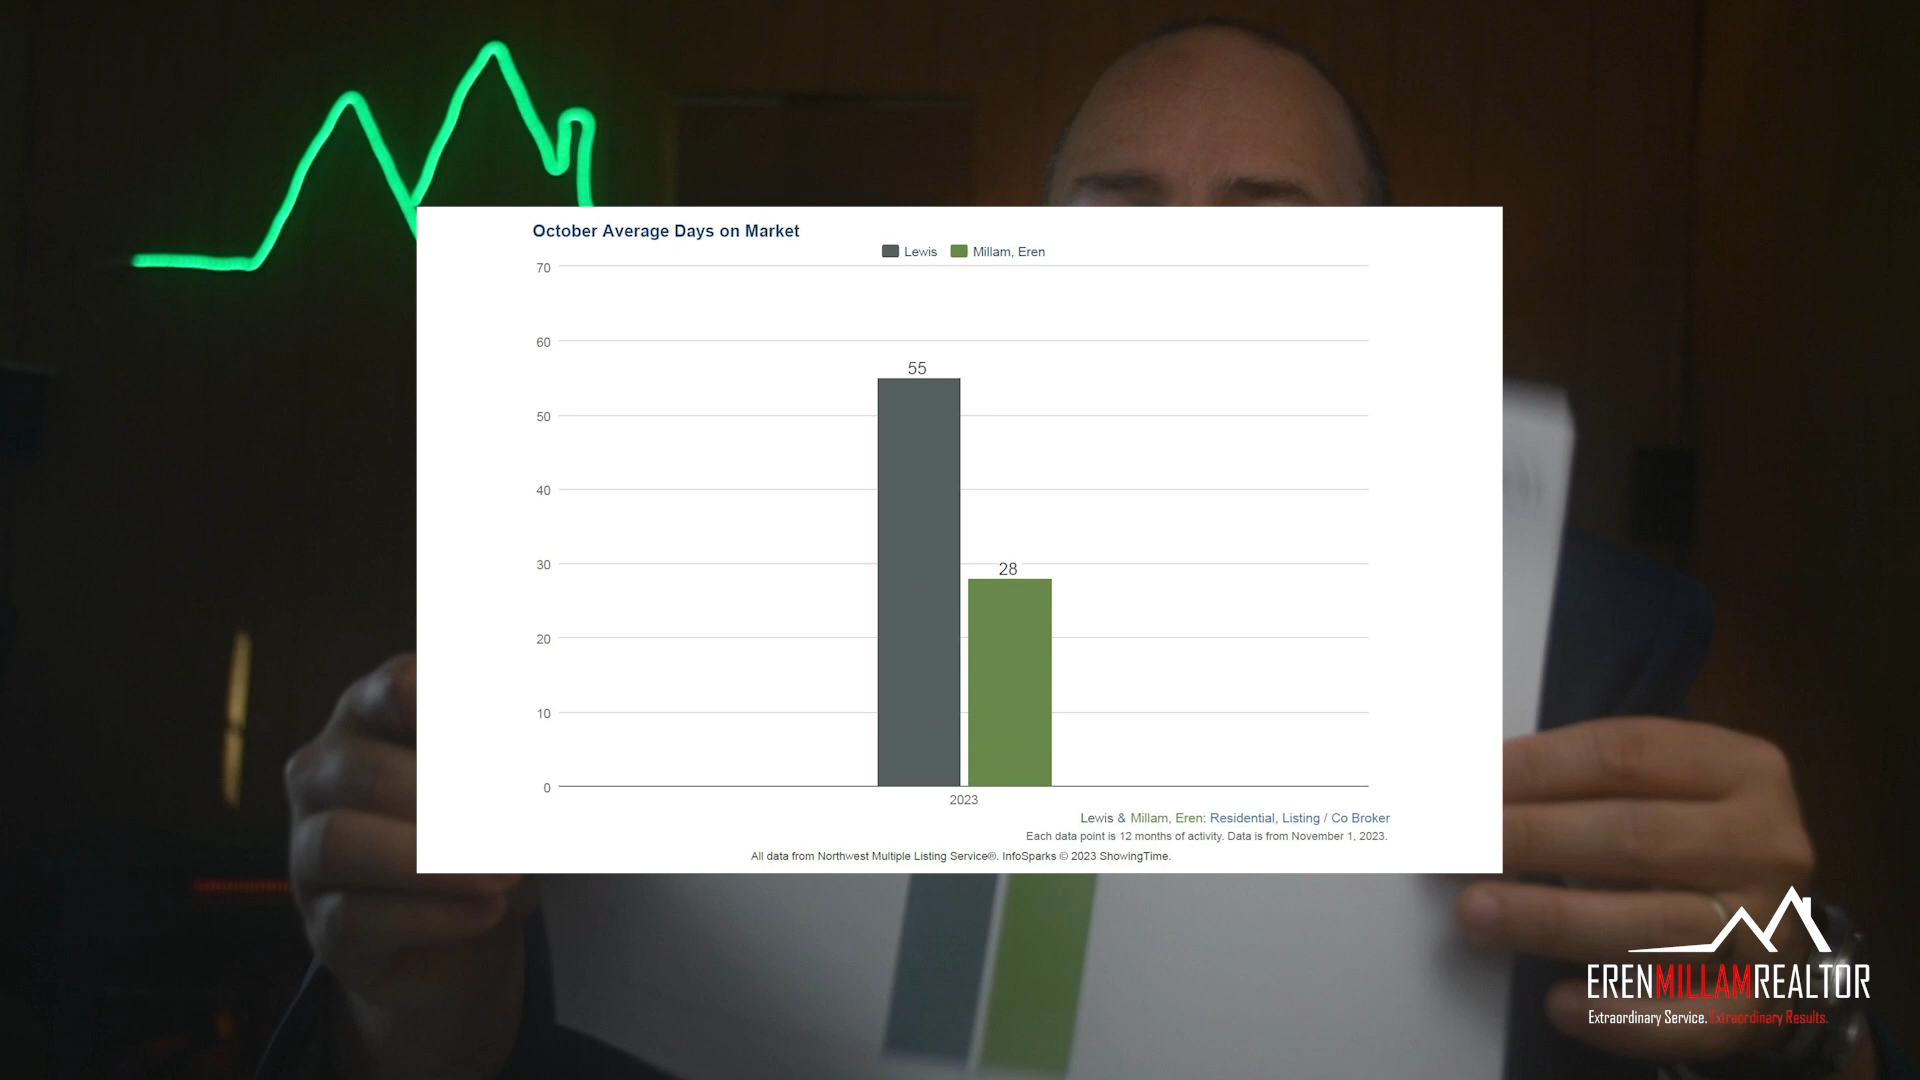 October Average Days on Market
Lewis Millam, Eren
70
60
55
50
40
30
28
20
10
0
2023
Lewis & Millam, Eren: Residential, Listing / Co Broker
Each data point is 12 months of activity. Data is from November 1, 2023.
All data from Northwest Multiple Listing Service®. InfoSparks © 2023 ShowingTime.
ERENMILLAMREALTOR
Extraordinary Service. Extraordinary Results.